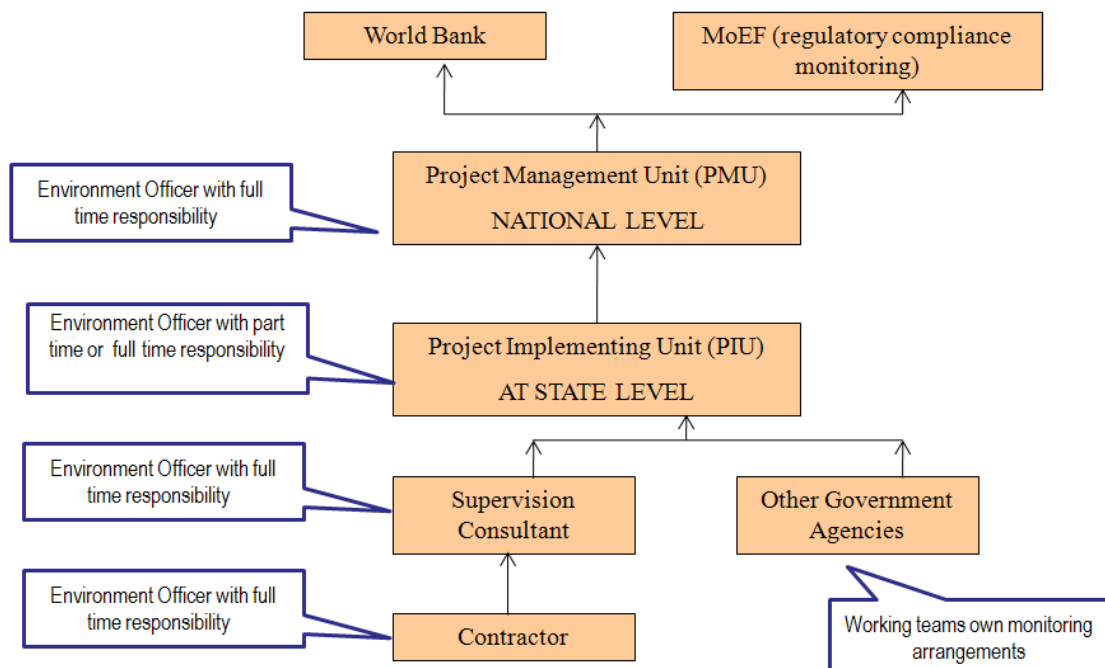 World Bank
MoEF (regulatory compliance
monitoring)
Environment Officer with full
time responsibility
Project Management Unit (PMU)
NATIONAL LEVEL
Environment Officer with part
time or full time responsibility
Project Implementing Unit (PIU)
AT STATE LEVEL
Environment Officer with full
time responsibility
Supervision
Consultant
Other Government
Agencies
Environment Officer with full
time responsibility
Contractor
Working teams own monitoring
arrangements